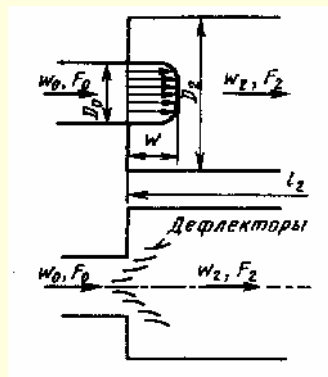 w₀, F₀
D₀
w
D₂
w₂, F₂
l₂
Дефлекторы
w₀, F₀
w₂, F₂